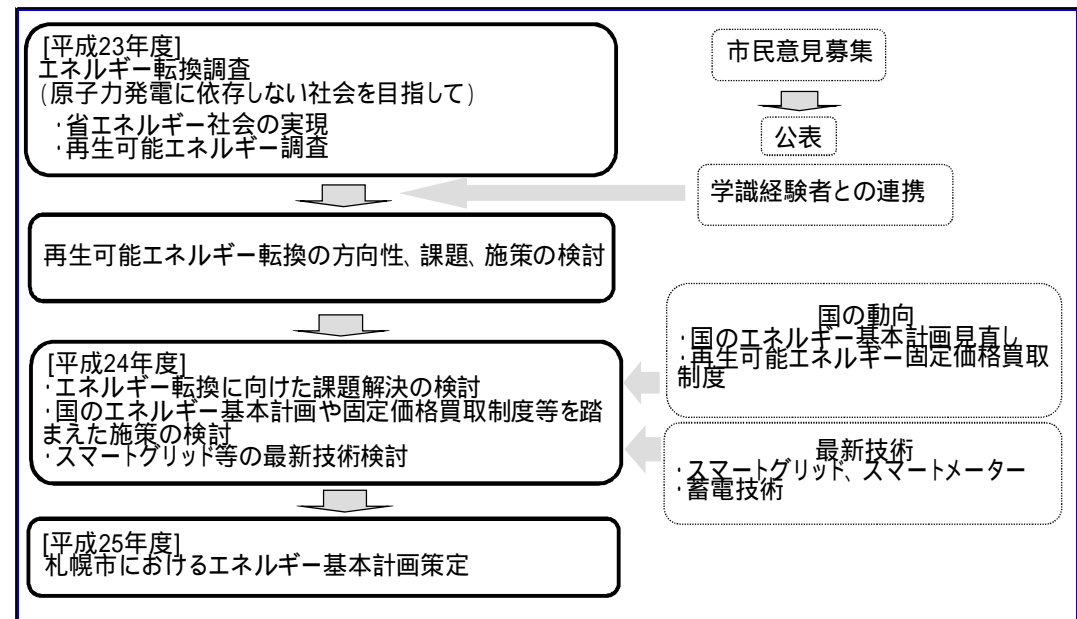 [平成23年度]
エネルギー転換調査
(原子力発電に依存しない社会を目指して)
・省エネルギー社会の実現
・再生可能エネルギー調査
市民意見募集
公表
学識経験者との連携
再生可能エネルギー転換の方向性、課題、施策の検討
[平成24年度]
・エネルギー転換に向けた課題解決の検討
・国のエネルギー基本計画や固定価格買取制度等を踏
まえた施策の検討
・スマートグリッド等の最新技術検討
国の動向
・国のエネルギー基本計画見直し
・再生可能エネルギー固定価格買取
制度
最新技術
・スマートグリッド、スマートメーター
・蓄電技術
[平成25年度]
札幌市におけるエネルギー基本計画策定